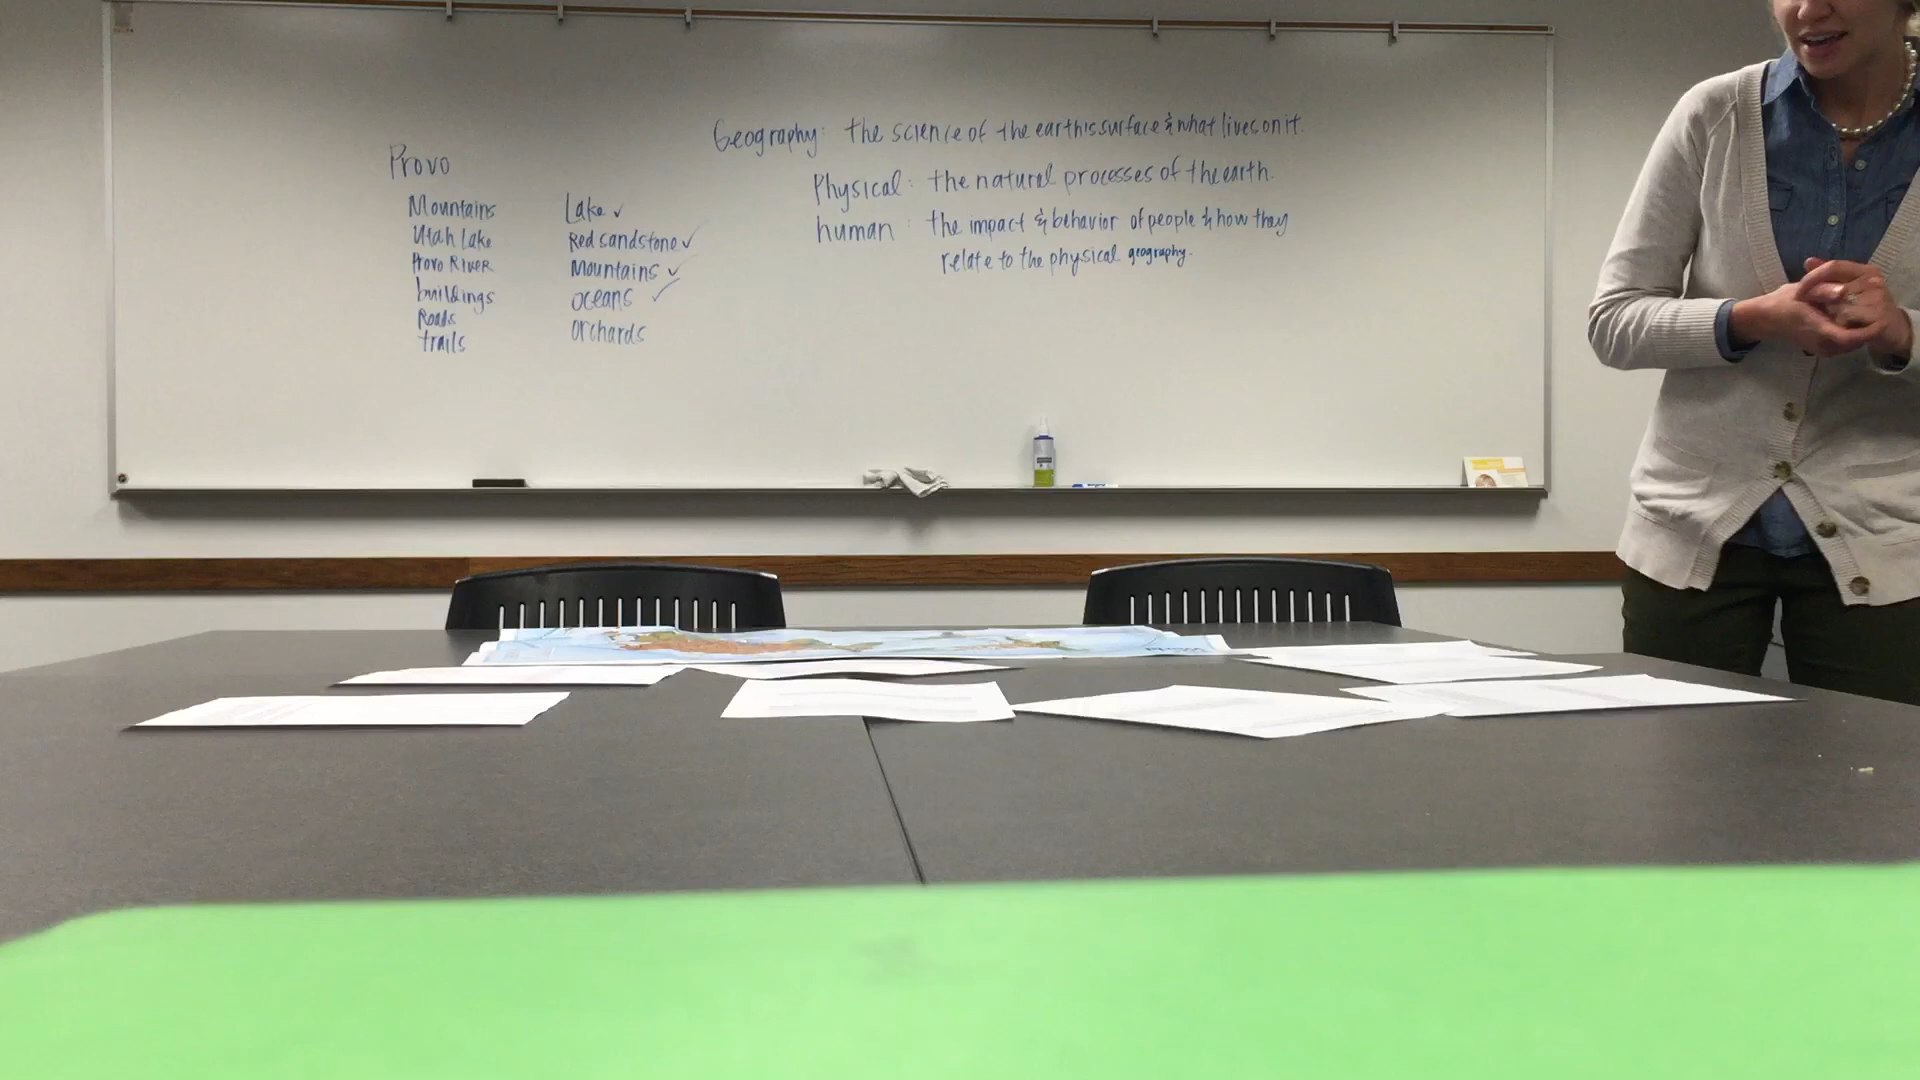 Provo
Mountains
Utah Lake
Provo River
buildings
Roads
trails
Lake ✓
Red sandstone ✓
Mountains ✓
oceans ✓
orchards
Geography: the science of the earth's surface & what lives on it.
Physical: the natural processes of the earth.
human: the impact & behavior of people & how they
relate to the physical geography.
World